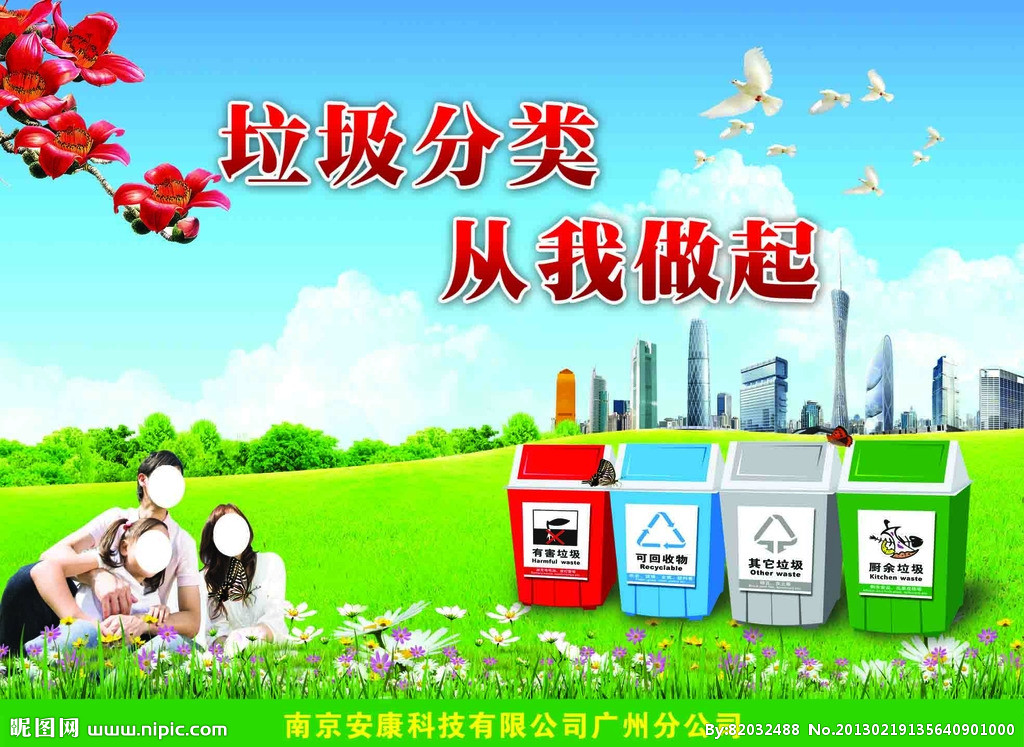 垃圾分类
从我做起
有害垃圾
Harmful waste
可回收物
Recyclable
其它垃圾
Other waste
厨余垃圾
Kitchen waste
昵图网 www.nipic.com
南京安康科技有限公司广州分公司
By:82032488 No.20130219135640901000